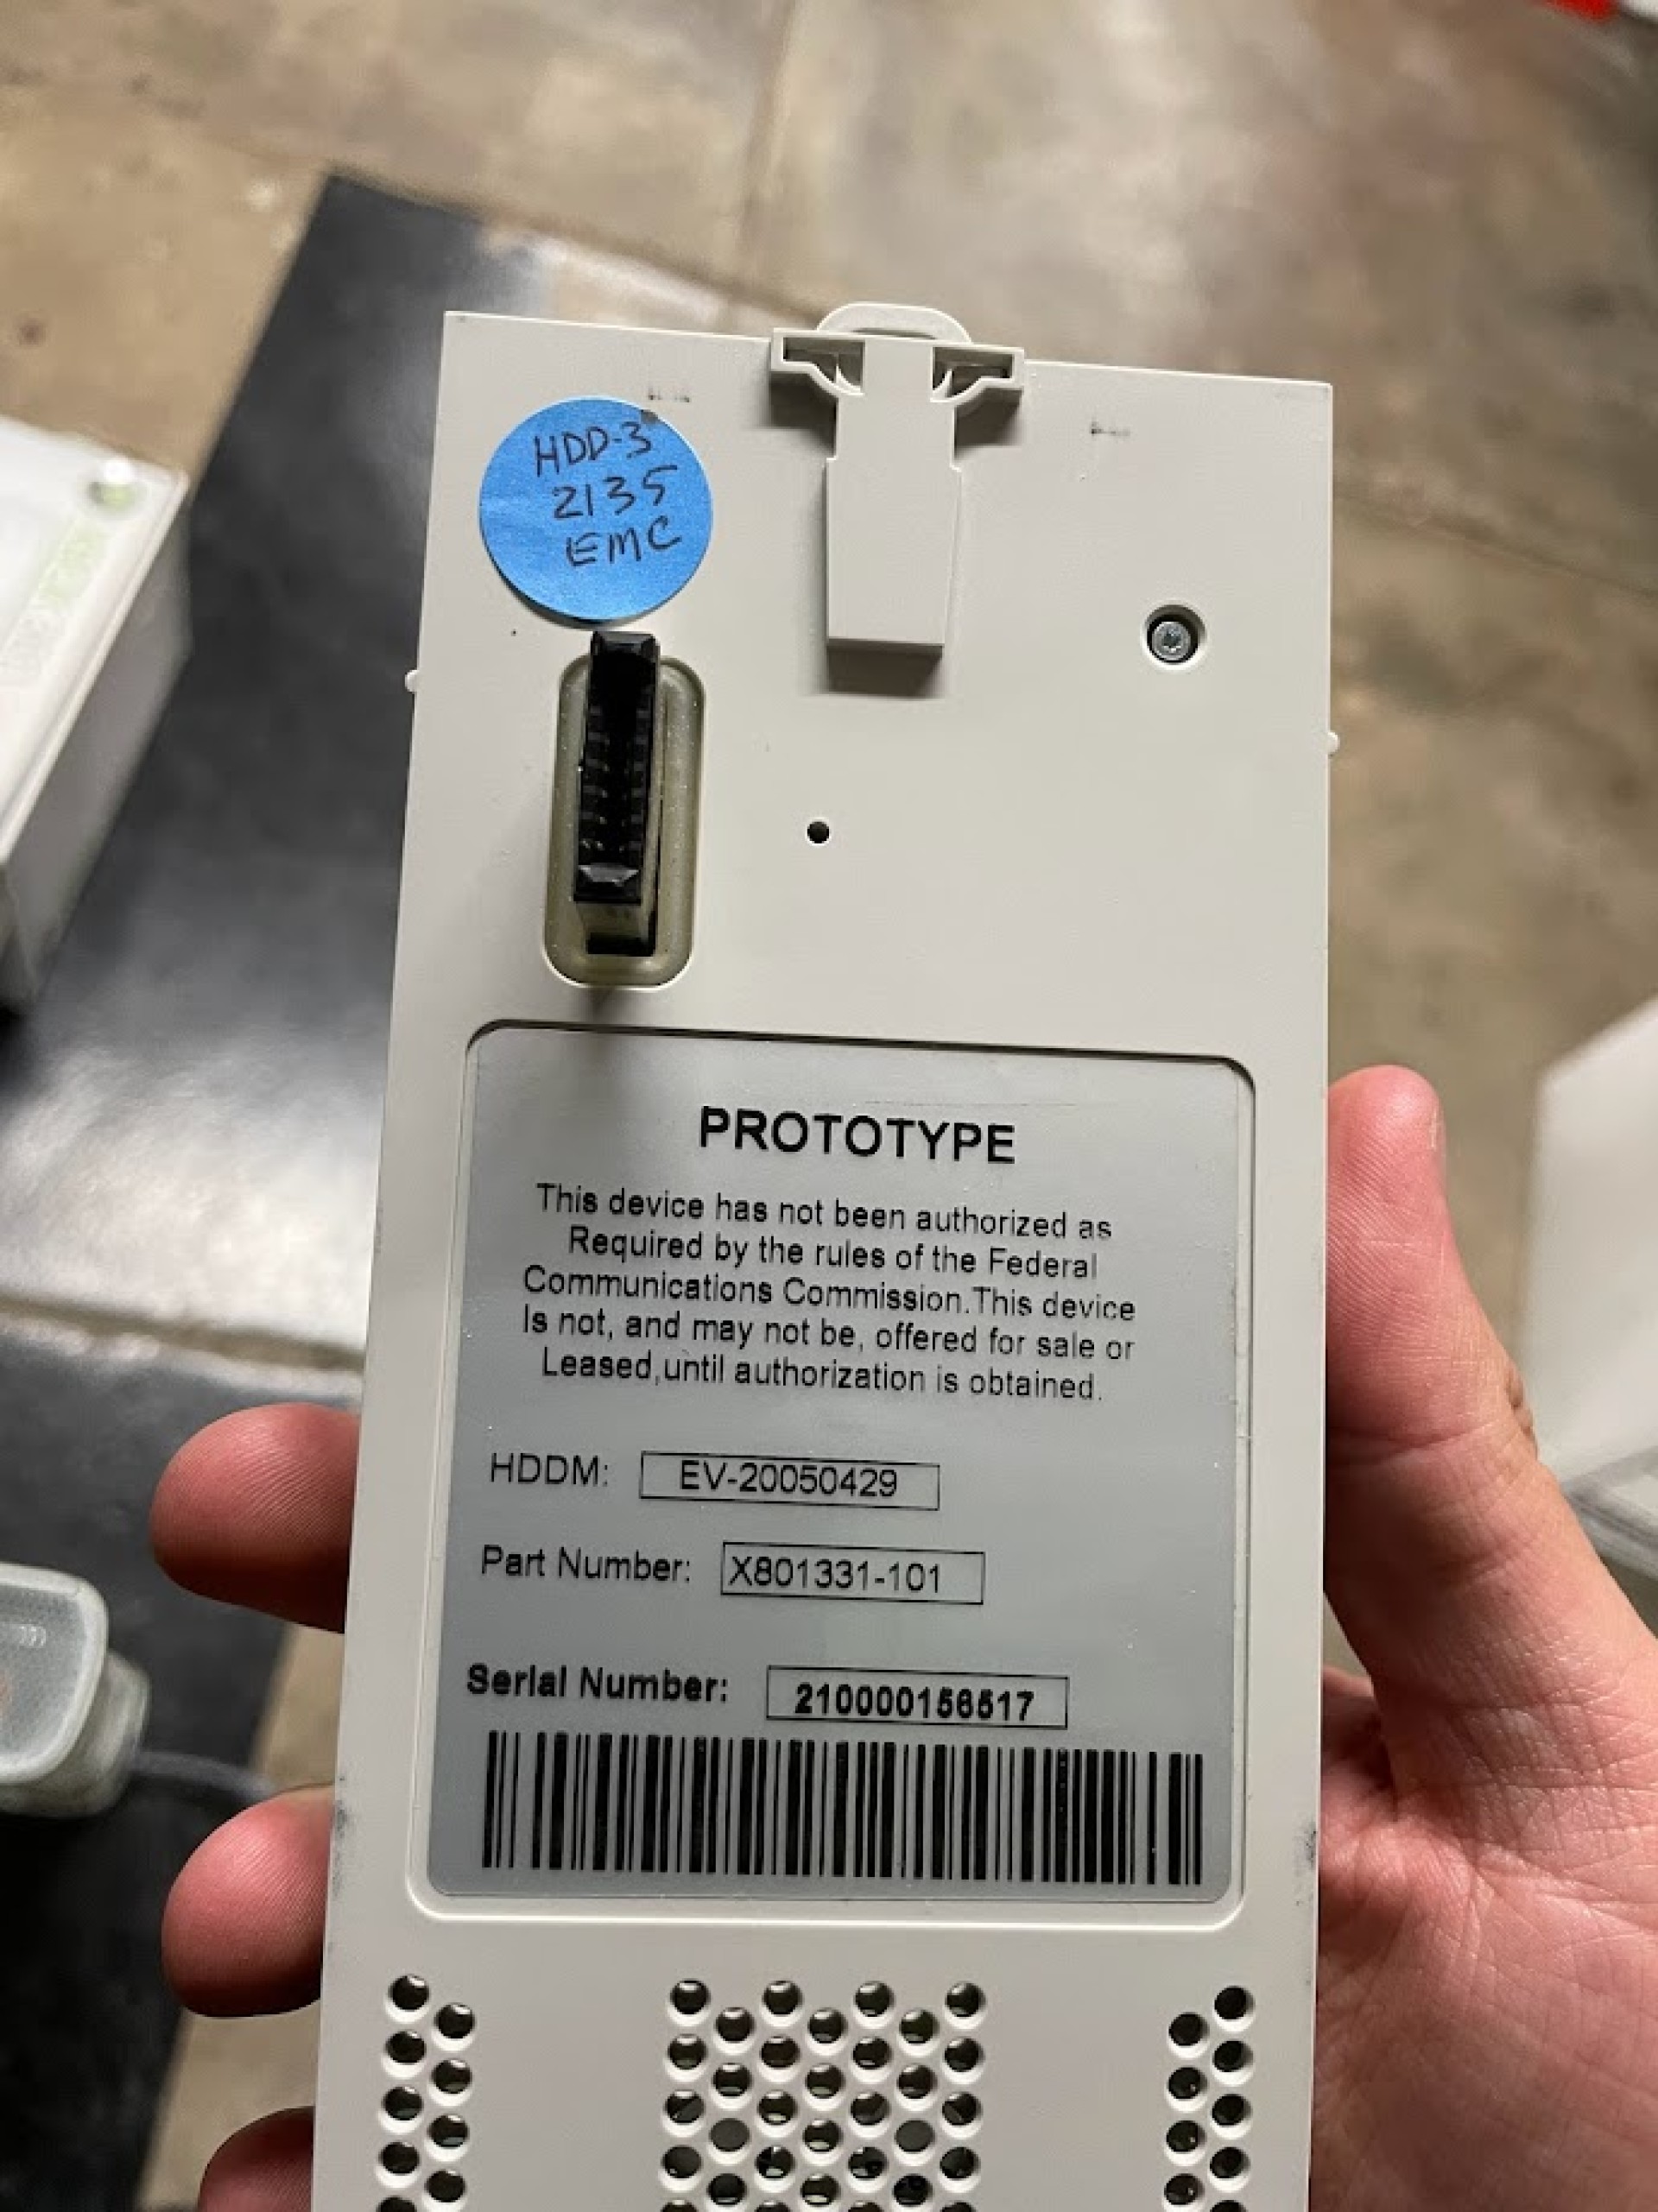 HDD-3
2135
EMC
PROTOTYPE
This device has not been authorized as
Required by the rules of the Federal
Communications Commission.This device
Is not, and may not be, offered for sale or
Leased,until authorization is obtained.
HDDM: EV-20050429
Part Number: X801331-101
Serial Number: 210000156517